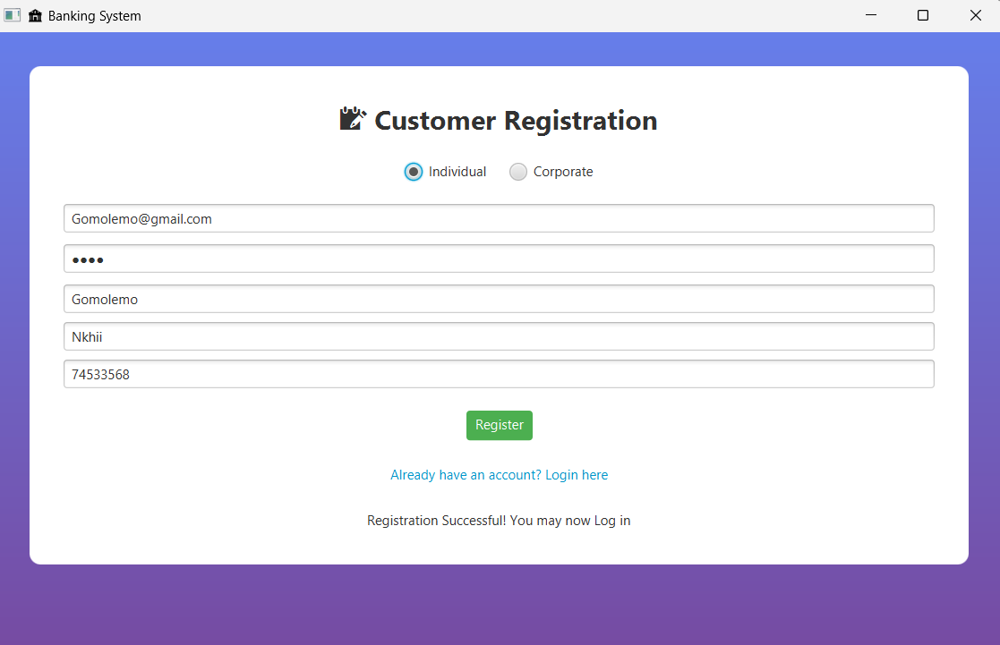 Banking System
Customer Registration
Individual Corporate
Gomolemo@gmail.com
●●●●
Gomolemo
Nkhii
74533568
Register
Already have an account? Login here
Registration Successful! You may now Log in